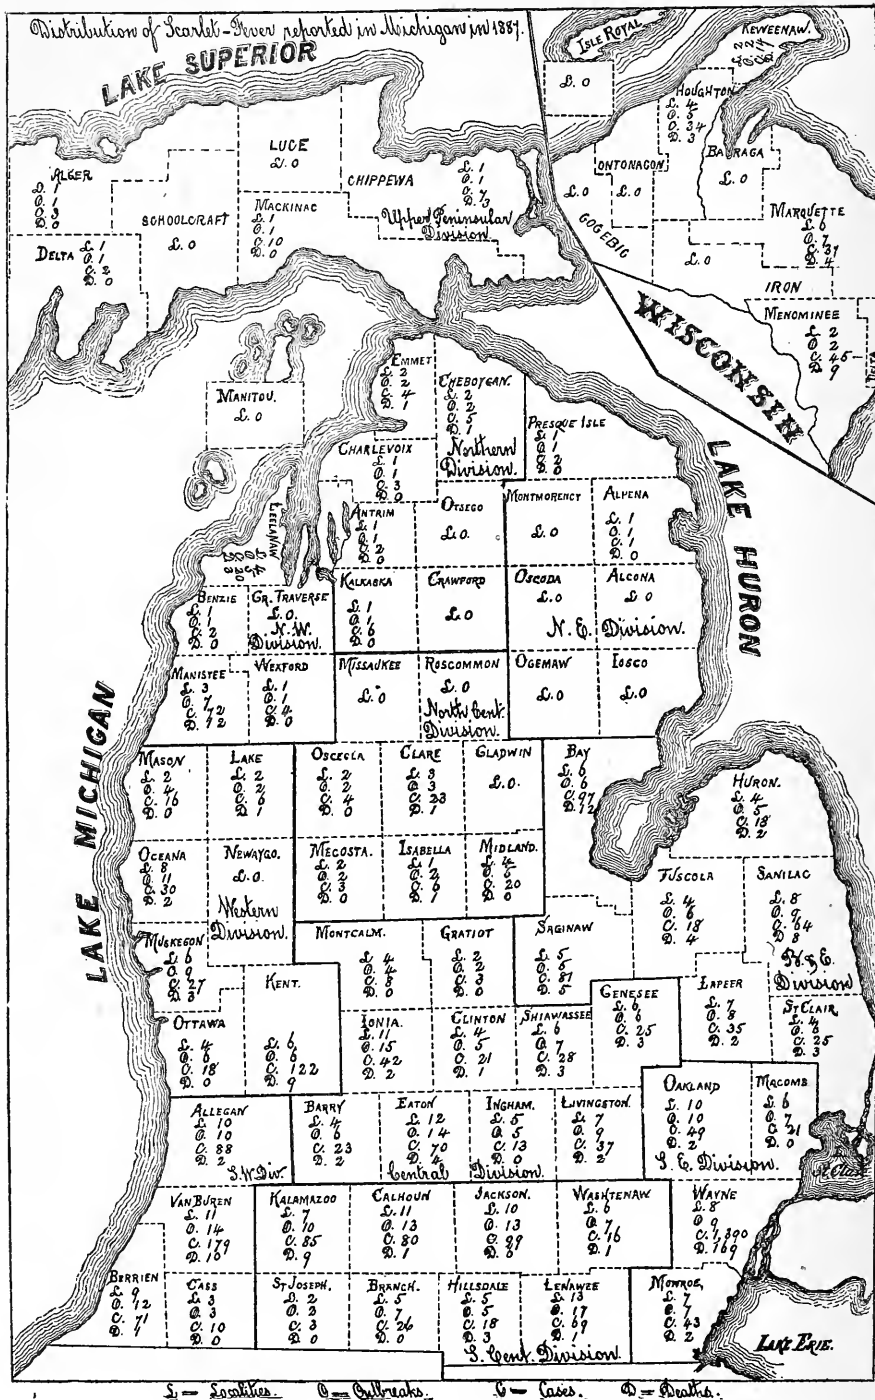 Distribution of Scarlet-Fever reported in Michigan in 1887.
LAKE SUPERIOR
ISLE ROYAL
L. 0
KEWEENAW.
HOUGHTON
L. 4
O. 5
C. 34
D. 3
ONTONAGON
L. 0
L. 0
BARAGA
L. 0
GOGEBIC
MARQUETTE
L. 6
O. 7
C. 37
D. 4
L. 0
IRON
MENOMINEE
L. 2
O. 2
C. 45
D. 9
DELTA
WISCONSIN
ALGER
D. 1
O. 1
C. 3
D. 0
LUCE
L. 0
CHIPPEWA
L. 1
O. 1
C. 7
D. 3
SCHOOLCRAFT
L. 0
MACKINAC
L. 1
O. 1
C. 10
D. 0
Upper Peninsular
Division
DELTA
L. 1
O. 1
C. 2
D. 0
MANITOU.
L. 0
EMMET
L. 2
O. 2
C. 4
D. 1
CHEBOYGAN.
L. 2
O. 2
C. 5
D. 1
Northern
Division.
PRESQUE ISLE
L. 1
O. 1
C. 2
D. 0
LAKE HURON
CHARLEVOIX
L. 1
O. 1
C. 3
D. 0
LEELANAW
ANTRIM
L. 1
O. 1
C. 2
D. 0
OTSEGO
L. 0.
MONTMORENCY
L. 0
ALPENA
L. 1
O. 1
C. 1
D. 0
BENZIE
L. 1
O. 1
C. 2
D. 0
GR. TRAVERSE
L. 0.
N.W.
Division.
KALKASKA
L. 1
O. 1
C. 6
D. 0
CRAWFORD
L. 0
OSCODA
L. 0
ALCONA
L. 0
N. E. Division.
MANISTEE
L. 3
O. 7
C. 72
D. 12
WEXFORD
L. 1
O. 1
C. 4
D. 0
MISSAUKEE
L. 0
ROSCOMMON
L. 0
North Cent.
Division.
OGEMAW
L. 0
IOSCO
L. 0
LAKE MICHIGAN
MASON
L. 2
O. 4
C. 16
D. 0
LAKE
L. 2
O. 2
C. 6
D. 1
OSCEOLA
L. 2
O. 2
C. 4
D. 0
CLARE
L. 3
O. 3
C. 23
D. 1
GLADWIN
L. 0.
BAY
L. 6
O. 6
C. 97
D. 12
HURON.
L. 4
O. 5
C. 18
D. 2
OCEANA
L. 8
O. 11
C. 30
D. 2
NEWAYGO.
L. 0.
Western
Division.
MECOSTA.
L. 2
O. 2
C. 3
D. 0
ISABELLA
L. 1
O. 2
C. 6
D. 1
MIDLAND.
L. 4
O. 5
C. 20
D. 0
TUSCOLA
L. 4
O. 6
C. 18
D. 4
SANILAC
L. 8
O. 9
C. 64
D. 8
B. & E.
Division
MUSKEGON
L. 6
O. 9
C. 27
D. 3
KENT.
L. 6
O. 6
C. 122
D. 9
MONTCALM.
L. 4
O. 4
C. 8
D. 0
GRATIOT
L. 2
O. 2
C. 3
D. 0
SAGINAW
L. 5
O. 6
C. 81
D. 5
GENESEE
L. 6
O. 6
C. 25
D. 3
LAPEER
L. 7
O. 8
C. 35
D. 2
ST CLAIR
L. 4
O. 6
C. 25
D. 3
OTTAWA
L. 4
O. 6
C. 18
D. 0
IONIA.
L. 11
O. 15
C. 42
D. 2
CLINTON
L. 4
O. 5
C. 21
D. 1
SHIAWASSEE
L. 6
O. 7
C. 28
D. 3
ALLEGAN
L. 10
O. 10
C. 88
D. 2
S.W. Div.
BARRY
L. 4
O. 6
C. 23
D. 2
EATON
L. 12
O. 14
C. 70
D. 4
INGHAM.
L. 5
O. 5
C. 13
D. 0
Central Division.
LIVINGSTON.
L. 7
O. 9
C. 37
D. 2
OAKLAND
L. 10
O. 10
C. 49
D. 2
MACOMB
L. 6
O. 7
C. 21
D. 0
S. E. Division.
L. St. Clair
VAN BUREN
L. 11
O. 14
C. 179
D. 10
KALAMAZOO
L. 7
O. 10
C. 85
D. 9
CALHOUN
L. 11
O. 13
C. 80
D. 1
JACKSON.
L. 10
O. 13
C. 99
WASHTENAW
L. 6
O. 7
C. 16
D. 1
WAYNE
L. 8
O. 9
C. 1,390
D. 169
BERRIEN
L. 9
O. 12
C. 71
D. 1
CASS
L. 3
O. 3
C. 10
D. 0
ST JOSEPH.
L. 2
O. 2
C. 3
D. 0
BRANCH.
L. 5
O. 7
C. 26
D. 0
HILLSDALE
L. 5
O. 5
C. 18
D. 3
LENAWEE
L. 13
O. 17
C. 69
D. 1
S. Cent. Division.
MONROE
L. 7
O. 7
C. 43
D. 2
LAKE ERIE.
L = Localities. O = Outbreaks. C = Cases. D = Deaths.